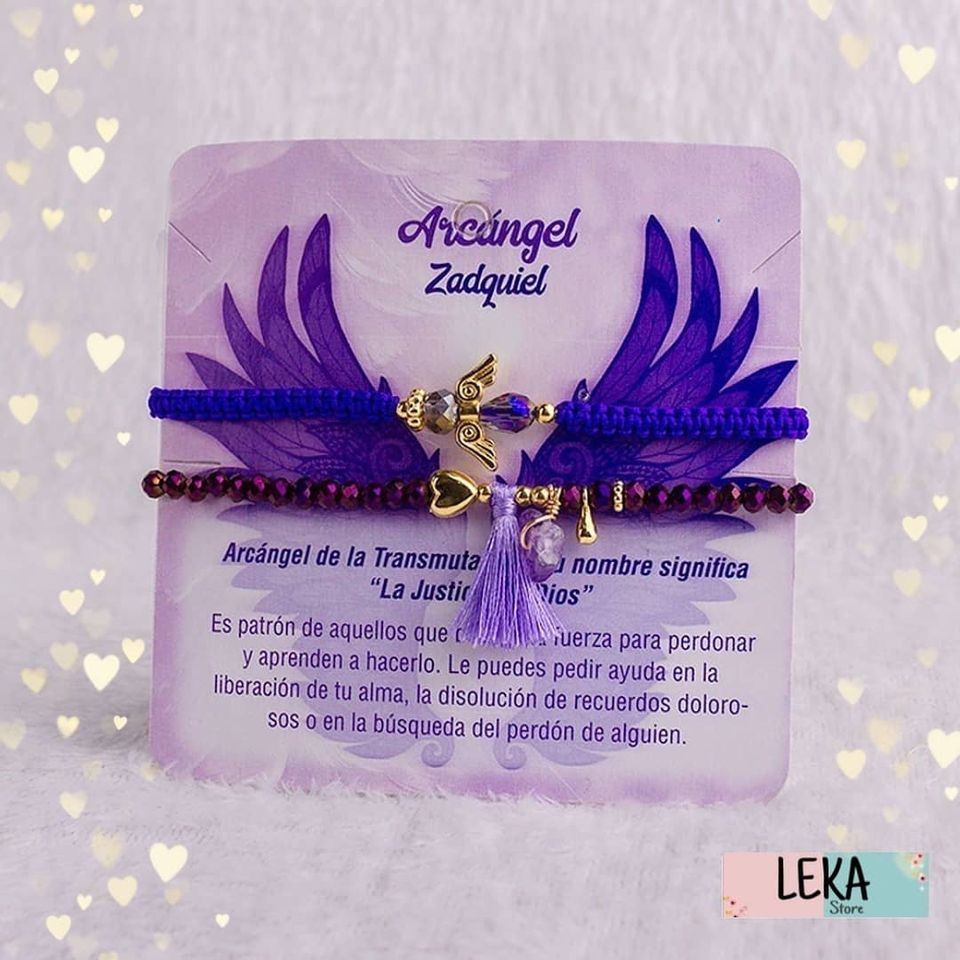 Arcángel
Zadquiel
Arcángel de la Transmuta nombre significa
"La Justic Dios"
Es patrón de aquellos que fuerza para perdonar
y aprenden a hacerlo. Le puedes pedir ayuda en la
liberación de tu alma, la disolución de recuerdos doloro-
sos o en la búsqueda del perdón de alguien.
LEKA
Store